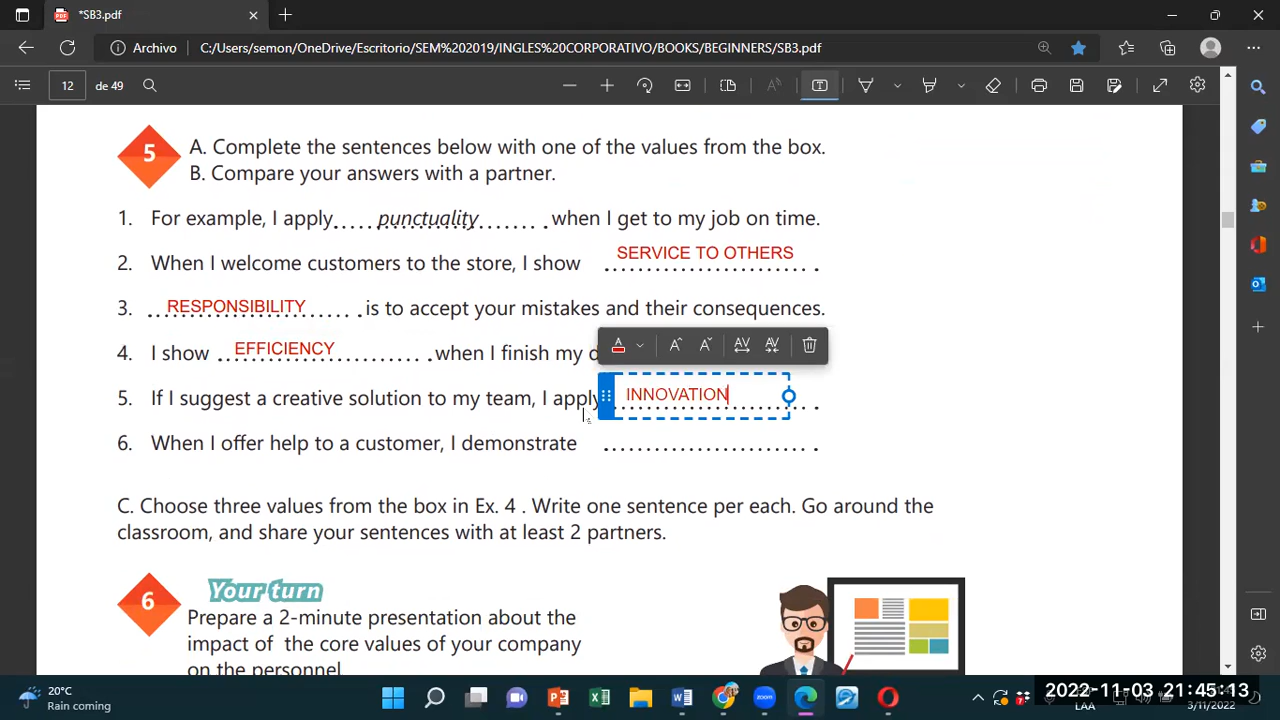 *SB3.pdf
Archivo C:/Users/semon/OneDrive/Escritorio/SEM%202019/INGLES%20CORPORATIVO/BOOKS/BEGINNERS/SB3.pdf
12 de 49
5
A. Complete the sentences below with one of the values from the box.
B. Compare your answers with a partner.
1. For example, I apply punctuality when I get to my job on time.
2. When I welcome customers to the store, I show SERVICE TO OTHERS
3. RESPONSIBILITY is to accept your mistakes and their consequences.
4. I show EFFICIENCY when I finish my d
5. If I suggest a creative solution to my team, I apply INNOVATION
6. When I offer help to a customer, I demonstrate
C. Choose three values from the box in Ex. 4 . Write one sentence per each. Go around the
classroom, and share your sentences with at least 2 partners.
6
Your turn
Prepare a 2-minute presentation about the
impact of the core values of your company
on the personnel
20°C
Rain coming
zoom
2022-11-03 21:45:13
LAA 3/11/2022